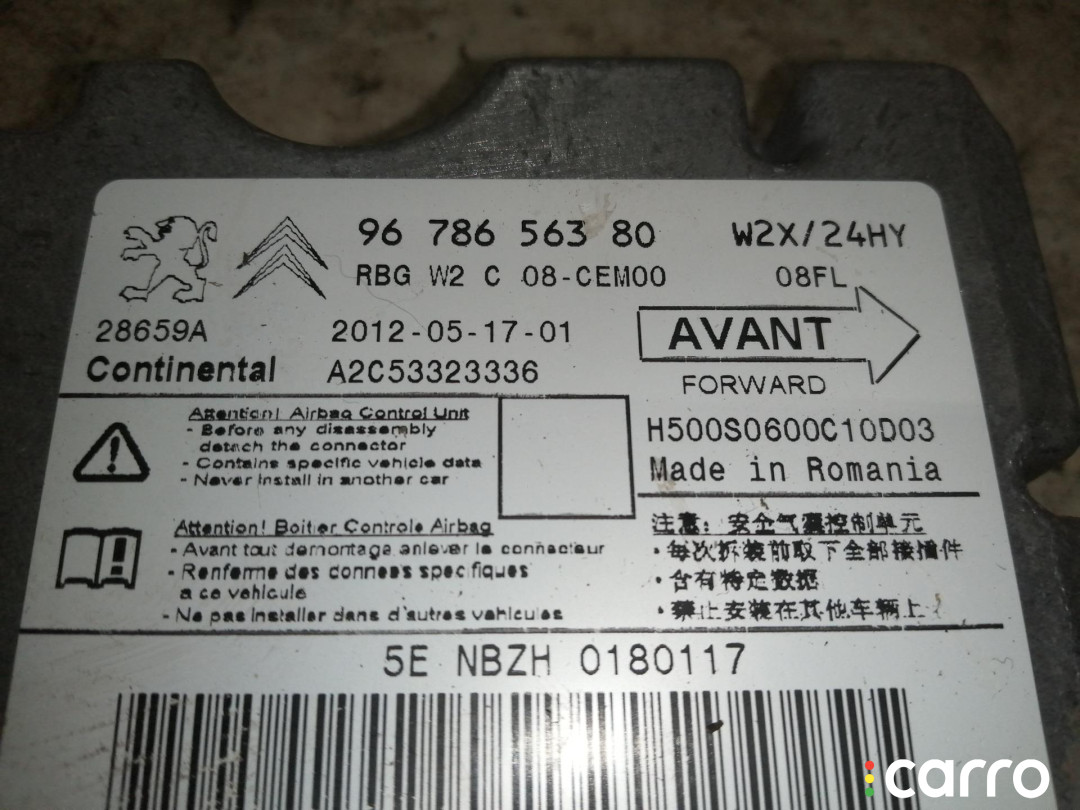 96 786 563 80 W2X/24HY
RBG W2 C 08-CEM00 08FL
28659A 2012-05-17-01 AVANT
Continental A2C53323336 FORWARD
Attention! Airbag Control Unit
- Before any disassembly
detach the connector
- Contains specific vehicle data
- Never install in another car
H500S0600C10D03
Made in Romania
Attention! Boitier Controle Airbag
- Avant tout demontage enlever le connecteur
- Renferme des donnees specifiques
a ce vehicule
- Ne pas installer dans d'autres vehicules
注意: 安全气囊控制单元
· 每次拆装前取下全部接插件
· 含有特定数据
· 禁止安装在其他车辆上
5E NBZH 0180117
carro